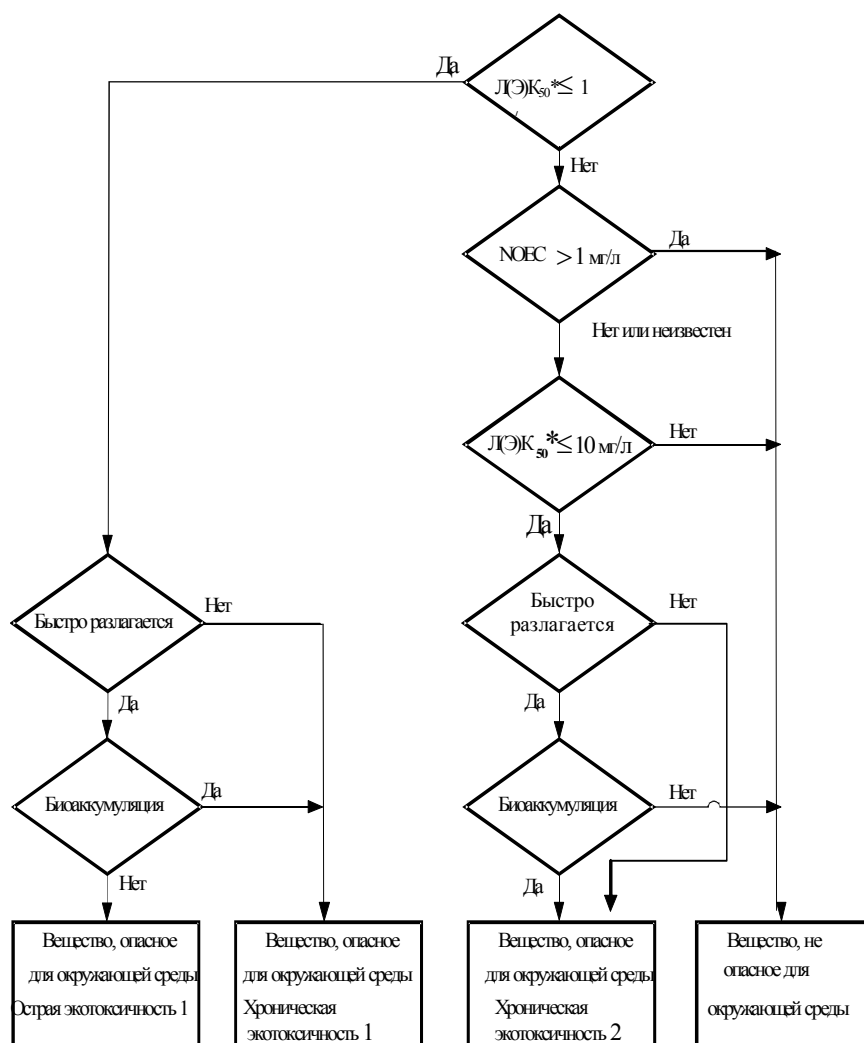 Да
Л(Э)К50*≤ 1
Нет
NOEC > 1 мг/л
Да
Нет или неизвестен
Л(Э)К 50*≤ 10 мг/л
Нет
Да
Быстро разлагается
Нет
Быстро
разлагается
Нет
Да
Да
Биоаккумуляция
Да
Биоаккумуляция
Нет
Нет
Да
Вещество, опасное
для окружающей среды
Острая экотоксичность 1
Вещество, опасное
для окружающей среды
Хроническая
экотоксичность 1
Вещество, опасное
для окружающей среды
Хроническая
экотоксичность 2
Вещество, не
опасное для
окружающей среды